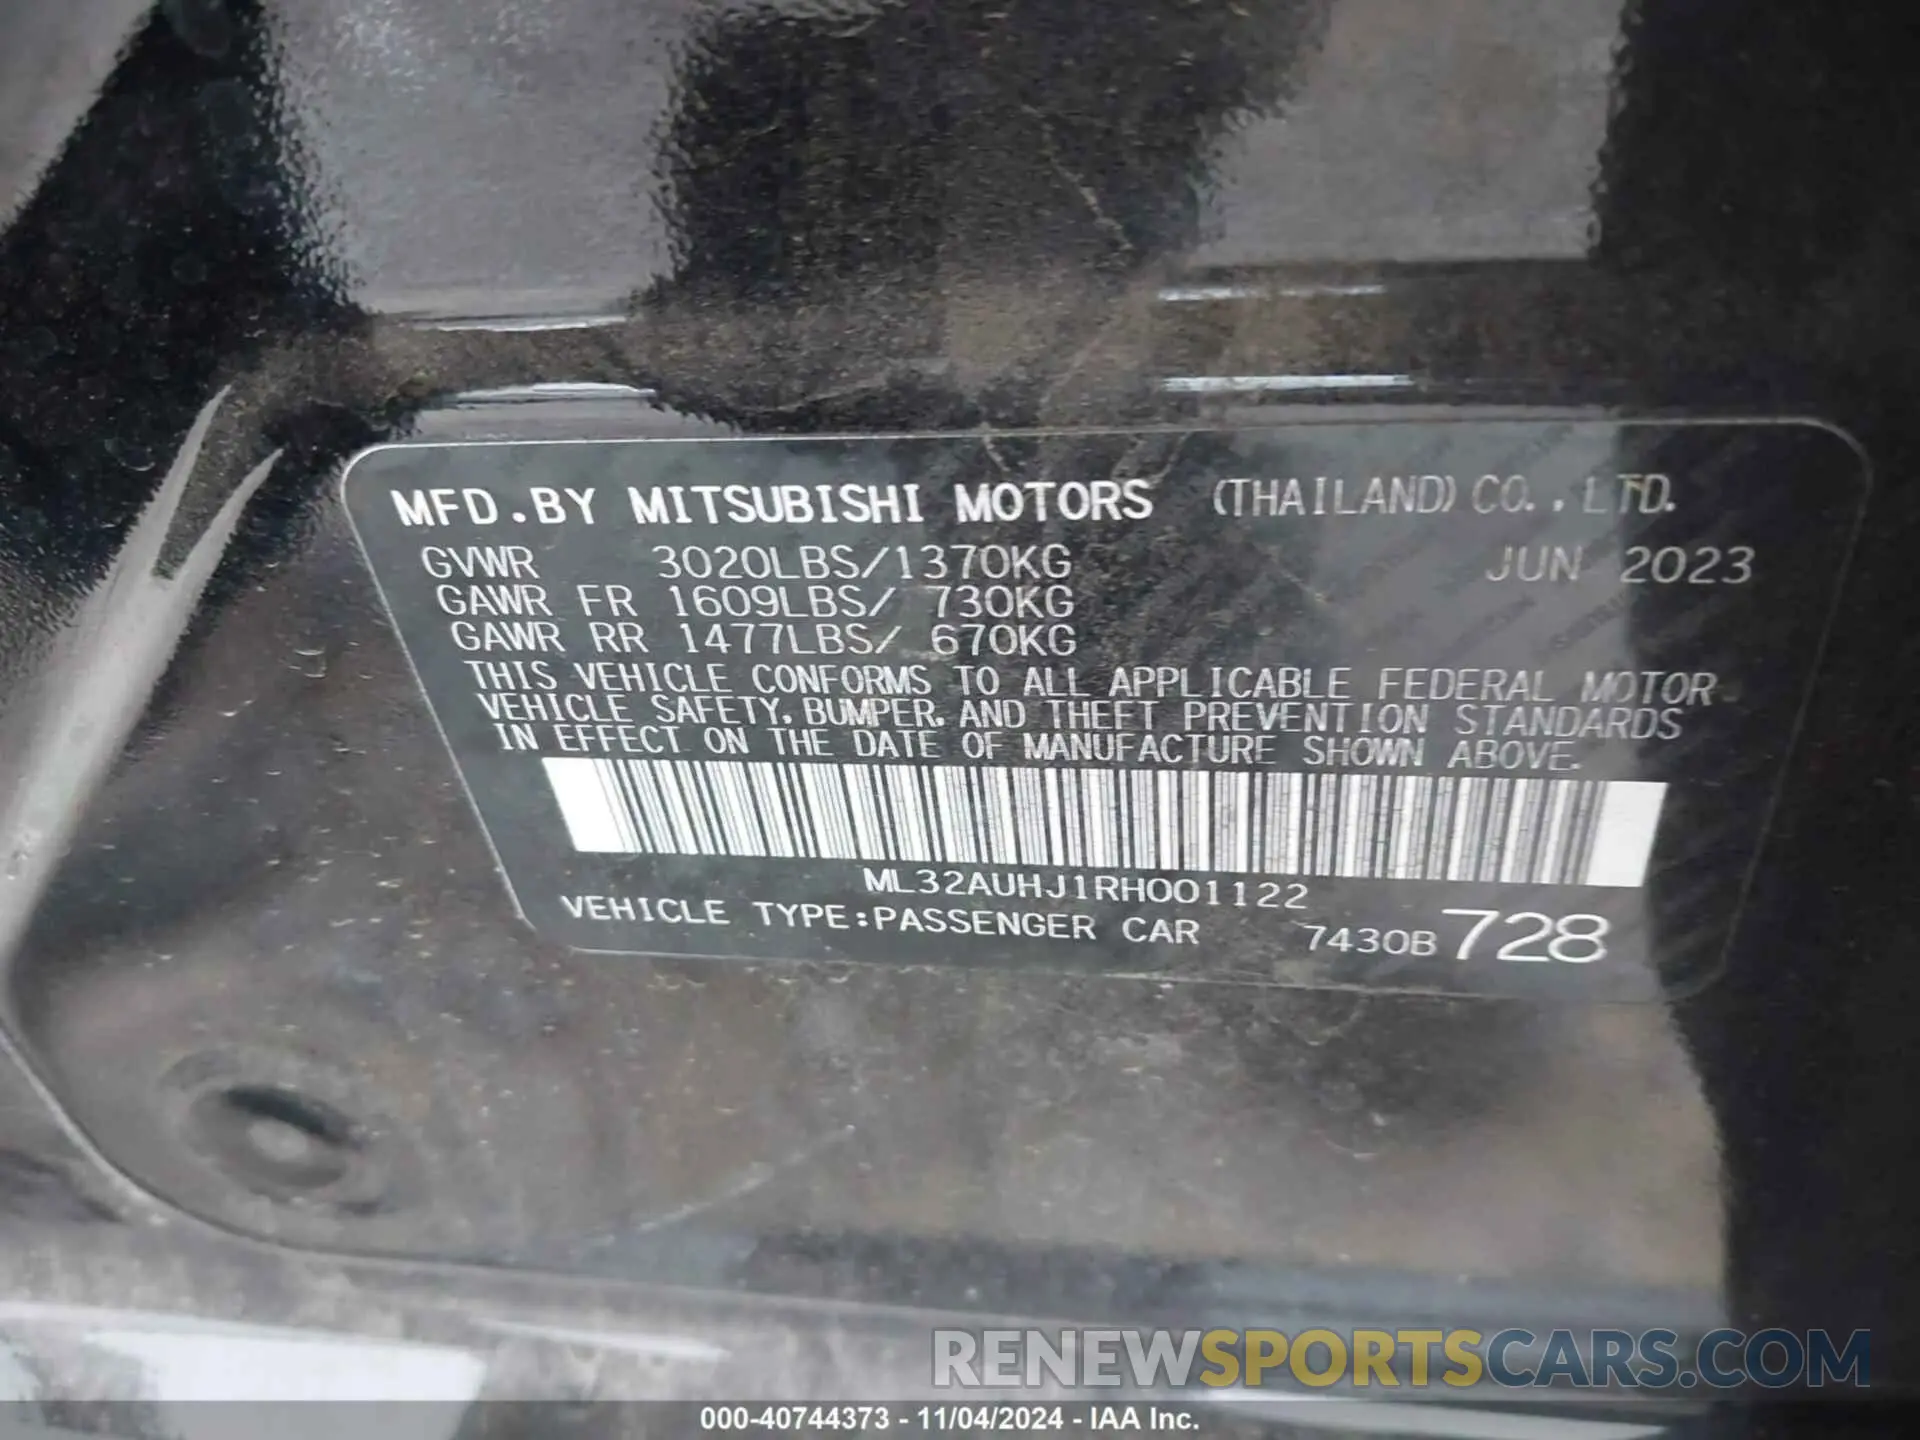 MFD.BY MITSUBISHI MOTORS (THAILAND) CO.,LTD.
GVWR 3020LBS/1370KG JUN 2023
GAWR FR 1609LBS/ 730KG
GAWR RR 1477LBS/ 670KG
THIS VEHICLE CONFORMS TO ALL APPLICABLE FEDERAL MOTOR
VEHICLE SAFETY, BUMPER, AND THEFT PREVENTION STANDARDS
IN EFFECT ON THE DATE OF MANUFACTURE SHOWN ABOVE.
ML32AUHJ1RH001122
VEHICLE TYPE:PASSENGER CAR 7430B 728
RENEWSPORTSCARS.COM
000-40744373 - 11/04/2024 - IAA Inc.